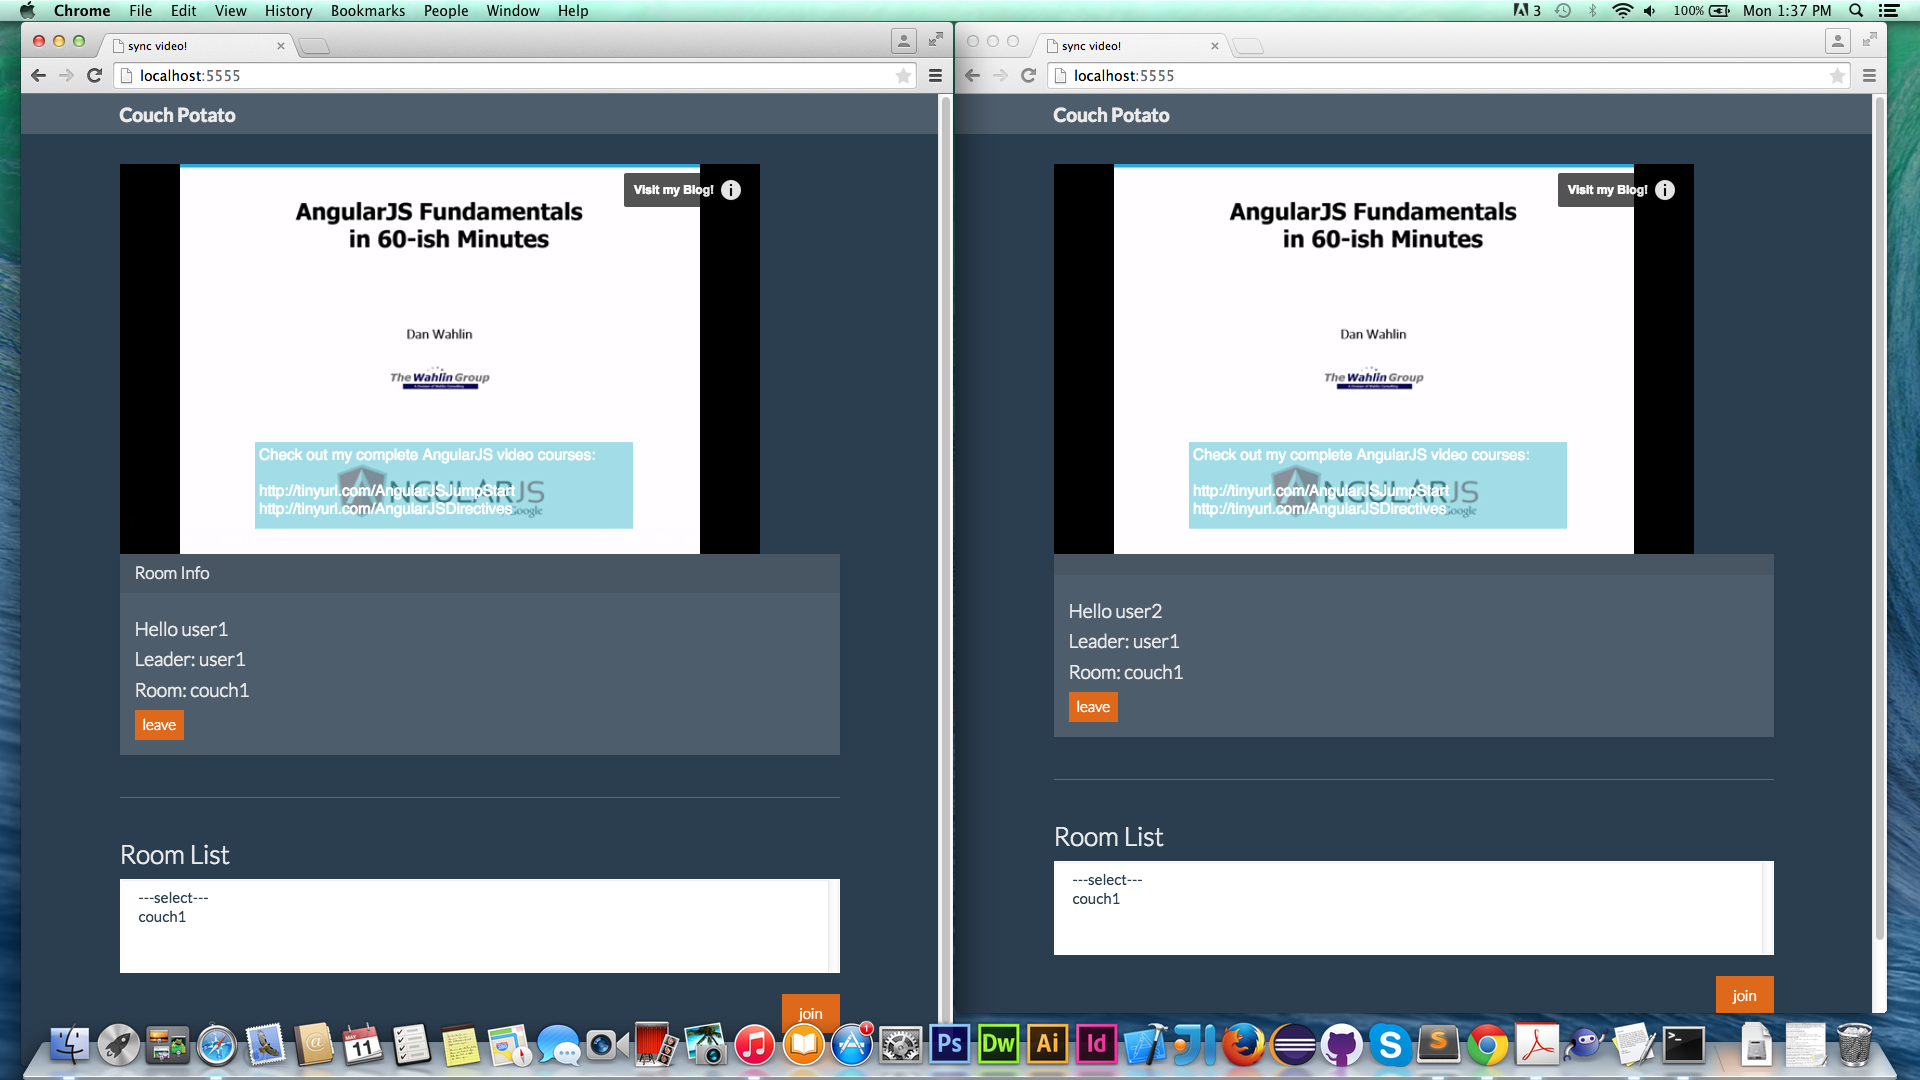 Chrome File Edit View History Bookmarks People Window Help
3 100% Mon 1:37 PM
sync video!
localhost:5555
Couch Potato
Visit my Blog!
AngularJS Fundamentals
in 60-ish Minutes
Dan Wahlin
The Wahlin Group
Check out my complete AngularJS video courses:
http://tinyurl.com/AngularJSJumpStart
http://tinyurl.com/AngularJSDirectives
NGULARJS
Google
Room Info
Hello user1
Leader: user1
Room: couch1
leave
Room List
---select---
couch1
join
sync video!
localhost:5555
Couch Potato
Visit my Blog!
AngularJS Fundamentals
in 60-ish Minutes
Dan Wahlin
The Wahlin Group
Check out my complete AngularJS video courses:
http://tinyurl.com/AngularJSJumpStart
http://tinyurl.com/AngularJSDirectives
NGULARJS
Google
Hello user2
Leader: user1
Room: couch1
leave
Room List
---select---
couch1
join
MAY
11
1
Ps Dw Ai Id